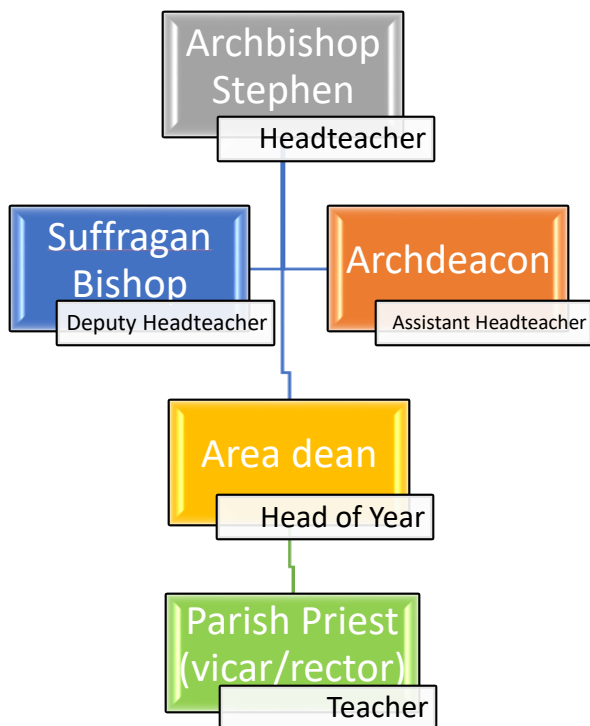 Archbishop
Stephen
Headteacher
Suffragan
Bishop
Deputy Headteacher
Archdeacon
Assistant Headteacher
Area dean
Head of Year
Parish Priest
(vicar/rector)
Teacher